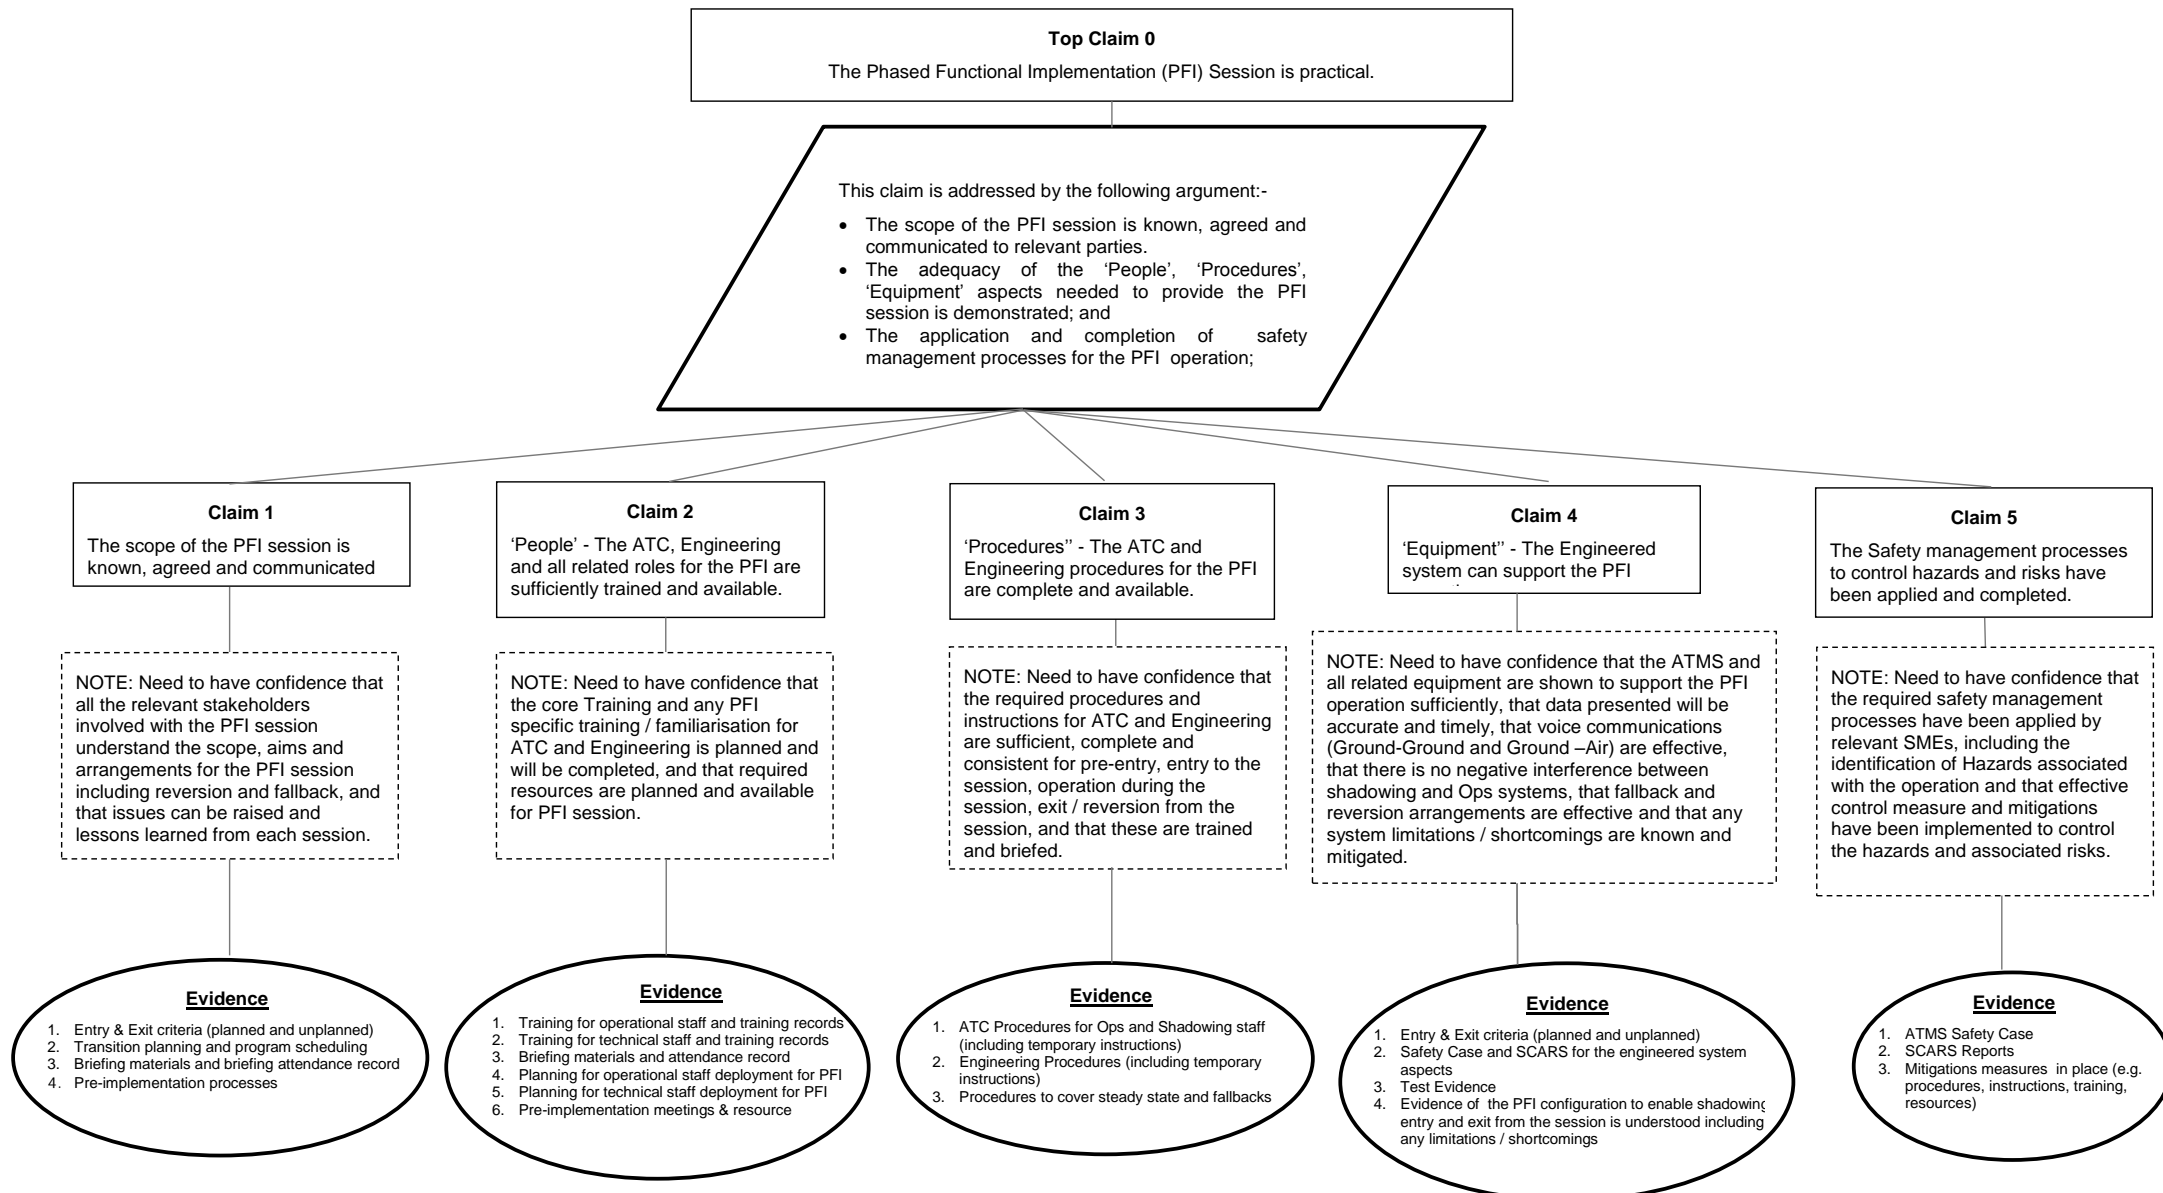 Top Claim 0
The Phased Functional Implementation (PFI) Session is practical.
This claim is addressed by the following argument:-
• The scope of the PFI session is known, agreed and
communicated to relevant parties.
• The adequacy of the ‘People’, ‘Procedures’,
‘Equipment’ aspects needed to provide the PFI
session is demonstrated; and
• The application and completion of safety
management processes for the PFI operation;
Claim 1
The scope of the PFI session is
known, agreed and communicated
NOTE: Need to have confidence that
all the relevant stakeholders
involved with the PFI session
understand the scope, aims and
arrangements for the PFI session
including reversion and fallback, and
that issues can be raised and
lessons learned from each session.
Evidence
1. Entry & Exit criteria (planned and unplanned)
2. Transition planning and program scheduling
3. Briefing materials and briefing attendance record
4. Pre-implementation processes
Claim 2
‘People’ - The ATC, Engineering
and all related roles for the PFI are
sufficiently trained and available.
NOTE: Need to have confidence that
the core Training and any PFI
specific training / familiarisation for
ATC and Engineering is planned and
will be completed, and that required
resources are planned and available
for PFI session.
Evidence
1. Training for operational staff and training records
2. Training for technical staff and training records
3. Briefing materials and attendance record
4. Planning for operational staff deployment for PFI
5. Planning for technical staff deployment for PFI
6. Pre-implementation meetings & resource
Claim 3
‘Procedures’' - The ATC and
Engineering procedures for the PFI
are complete and available.
NOTE: Need to have confidence that
the required procedures and
instructions for ATC and Engineering
are sufficient, complete and
consistent for pre-entry, entry to the
session, operation during the
session, exit / reversion from the
session, and that these are trained
and briefed.
Evidence
1. ATC Procedures for Ops and Shadowing staff
(including temporary instructions)
2. Engineering Procedures (including temporary
instructions)
3. Procedures to cover steady state and fallbacks
Claim 4
‘Equipment’' - The Engineered
system can support the PFI
NOTE: Need to have confidence that the ATMS and
all related equipment are shown to support the PFI
operation sufficiently, that data presented will be
accurate and timely, that voice communications
(Ground-Ground and Ground –Air) are effective,
that there is no negative interference between
shadowing and Ops systems, that fallback and
reversion arrangements are effective and that any
system limitations / shortcomings are known and
mitigated.
Evidence
1. Entry & Exit criteria (planned and unplanned)
2. Safety Case and SCARS for the engineered system
aspects
3. Test Evidence
4. Evidence of the PFI configuration to enable shadowing
entry and exit from the session is understood including
any limitations / shortcomings
Claim 5
The Safety management processes
to control hazards and risks have
been applied and completed.
NOTE: Need to have confidence that
the required safety management
processes have been applied by
relevant SMEs, including the
identification of Hazards associated
with the operation and that effective
control measure and mitigations
have been implemented to control
the hazards and associated risks.
Evidence
1. ATMS Safety Case
2. SCARS Reports
3. Mitigations measures in place (e.g.
procedures, instructions, training,
resources)